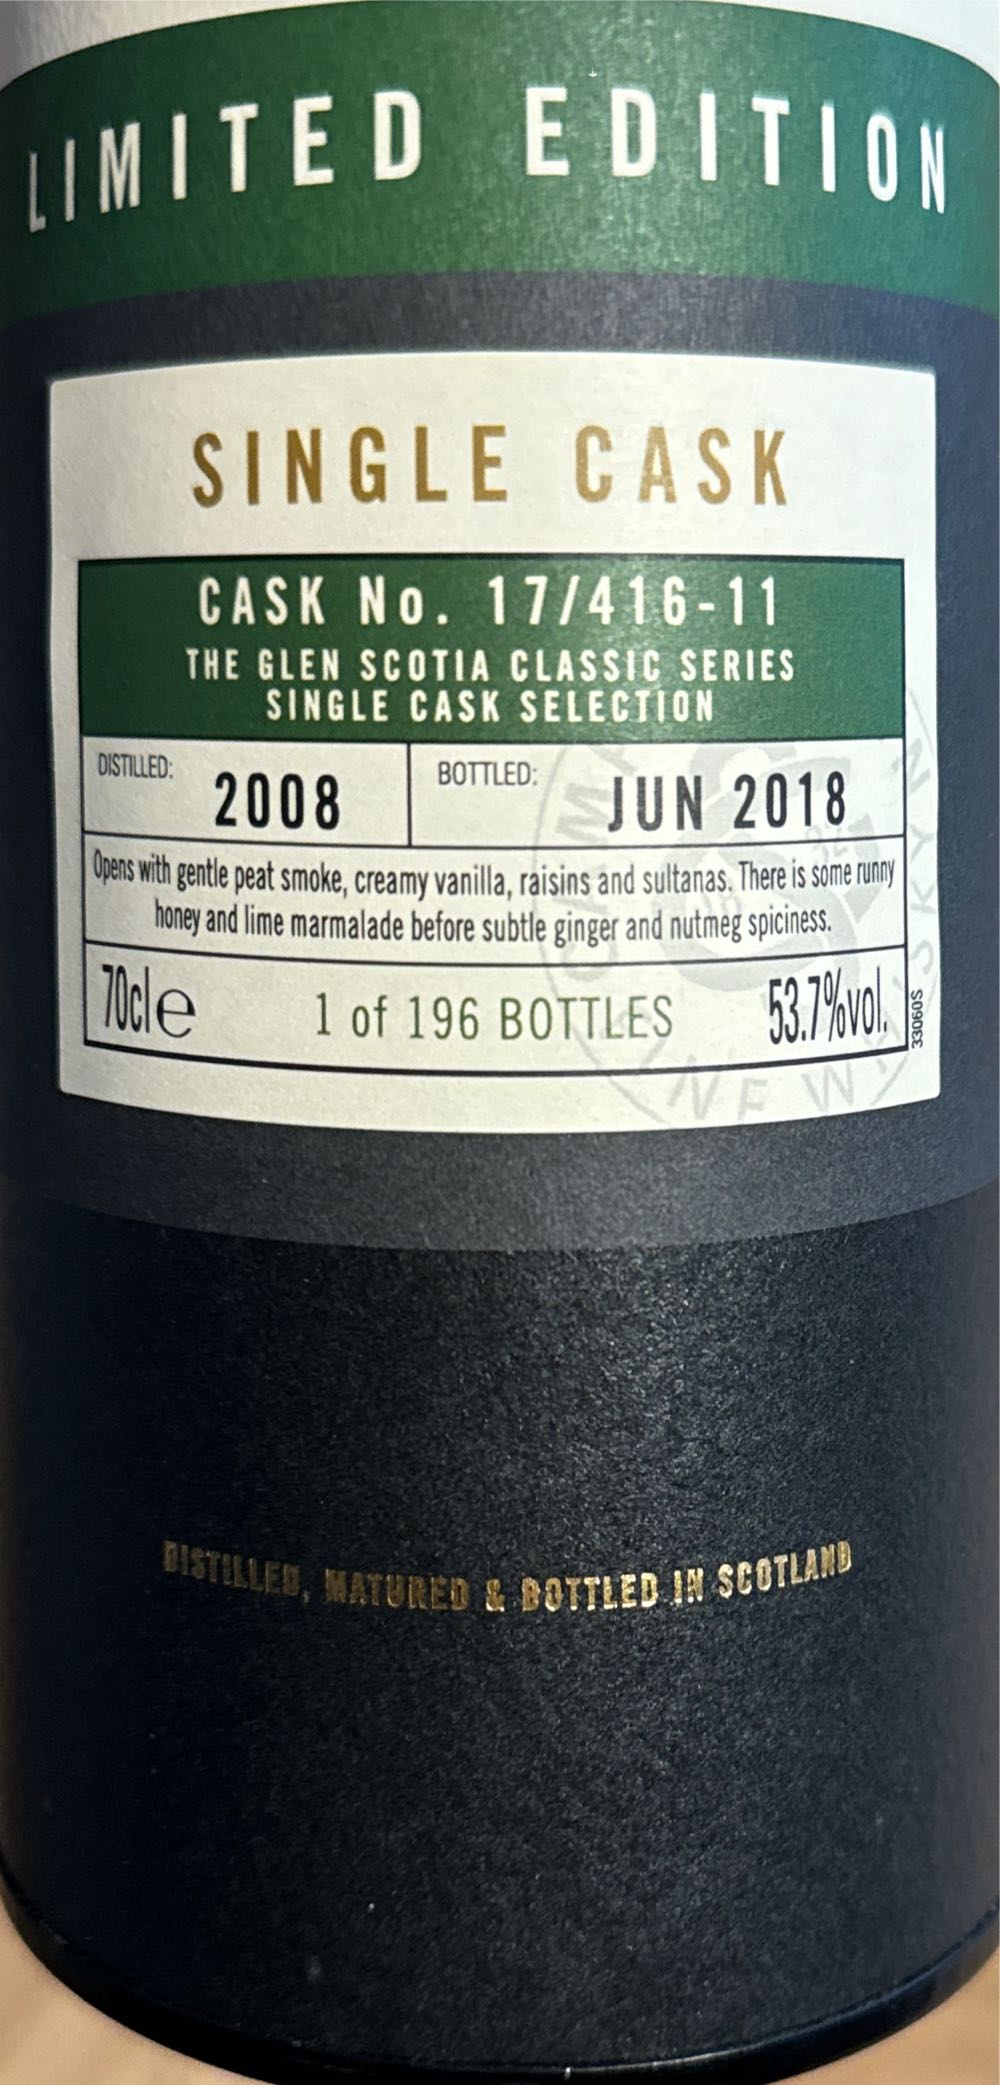 LIMITED EDITION
SINGLE CASK
CASK No. 17/416-11
THE GLEN SCOTIA CLASSIC SERIES
SINGLE CASK SELECTION
DISTILLED: 2008
BOTTLED: JUN 2018
Opens with gentle peat smoke, creamy vanilla, raisins and sultanas. There is some runny
honey and lime marmalade before subtle ginger and nutmeg spiciness.
70cl e 1 of 196 BOTTLES 53.7%vol.
33060S
DISTILLED, MATURED & BOTTLED IN SCOTLAND